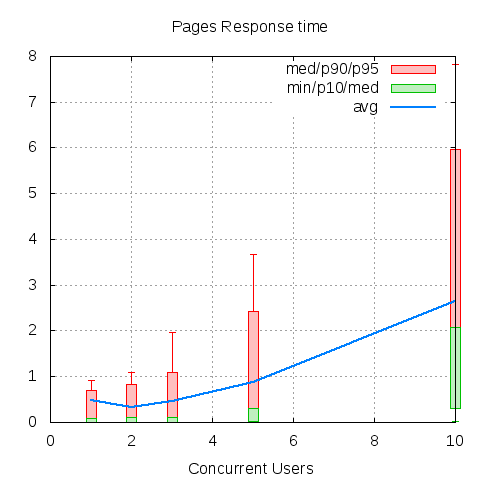 Pages Response time
med/p90/p95
min/p10/med
avg
8
7
6
5
4
3
2
1
0
0 2 4 6 8 10
Concurrent Users